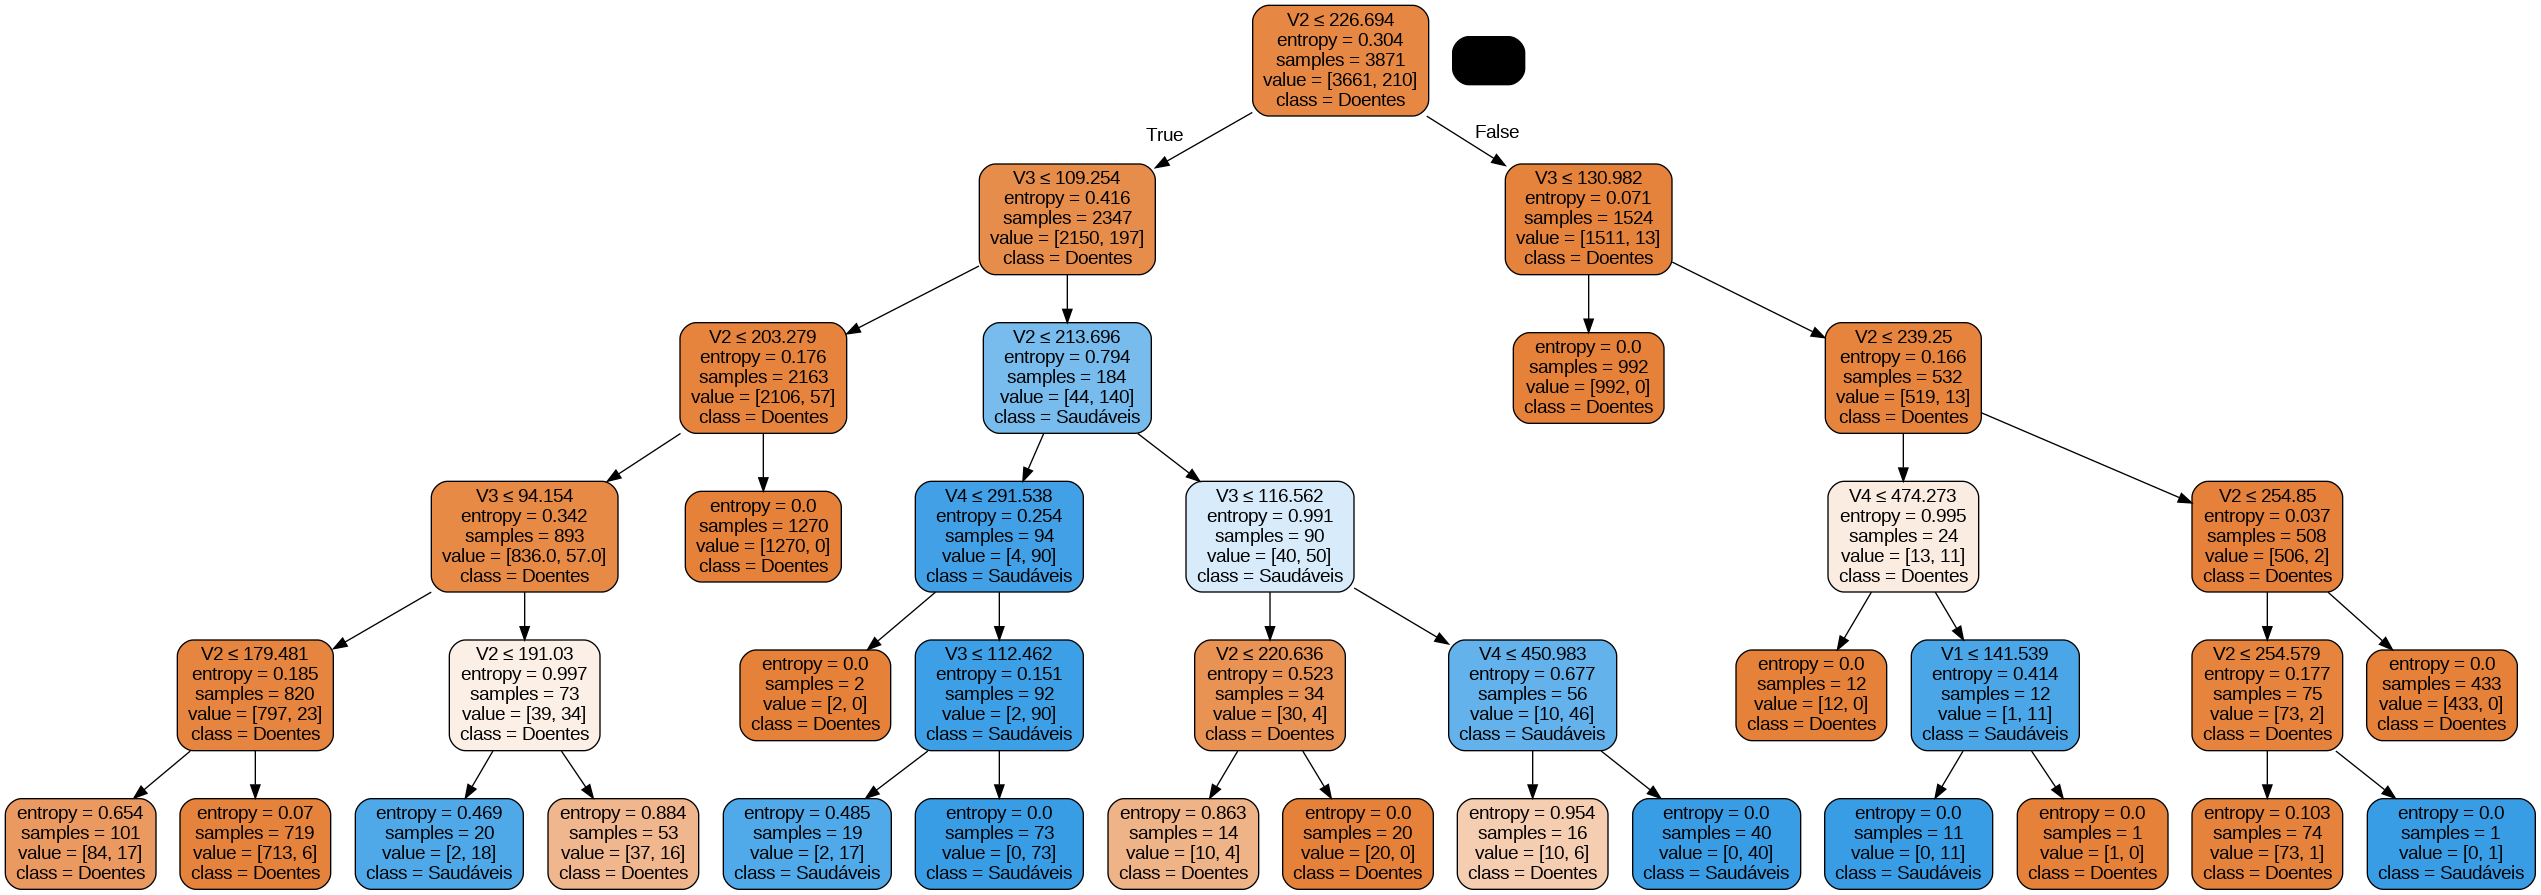 V2 ≤ 226.694
entropy = 0.304
samples = 3871
value = [3661, 210]
class = Doentes
True
False
V3 ≤ 109.254
entropy = 0.416
samples = 2347
value = [2150, 197]
class = Doentes
V3 ≤ 130.982
entropy = 0.071
samples = 1524
value = [1511, 13]
class = Doentes
V2 ≤ 203.279
entropy = 0.176
samples = 2163
value = [2106, 57]
class = Doentes
V2 ≤ 213.696
entropy = 0.794
samples = 184
value = [44, 140]
class = Saudáveis
entropy = 0.0
samples = 992
value = [992, 0]
class = Doentes
V2 ≤ 239.25
entropy = 0.166
samples = 532
value = [519, 13]
class = Doentes
V3 ≤ 94.154
entropy = 0.342
samples = 893
value = [836.0, 57.0]
class = Doentes
entropy = 0.0
samples = 1270
value = [1270, 0]
class = Doentes
V4 ≤ 291.538
entropy = 0.254
samples = 94
value = [4, 90]
class = Saudáveis
V3 ≤ 116.562
entropy = 0.991
samples = 90
value = [40, 50]
class = Saudáveis
V4 ≤ 474.273
entropy = 0.995
samples = 24
value = [13, 11]
class = Doentes
V2 ≤ 254.85
entropy = 0.037
samples = 508
value = [506, 2]
class = Doentes
V2 ≤ 179.481
entropy = 0.185
samples = 820
value = [797, 23]
class = Doentes
V2 ≤ 191.03
entropy = 0.997
samples = 73
value = [39, 34]
class = Doentes
entropy = 0.0
samples = 2
value = [2, 0]
class = Doentes
V3 ≤ 112.462
entropy = 0.151
samples = 92
value = [2, 90]
class = Saudáveis
V2 ≤ 220.636
entropy = 0.523
samples = 34
value = [30, 4]
class = Doentes
V4 ≤ 450.983
entropy = 0.677
samples = 56
value = [10, 46]
class = Saudáveis
entropy = 0.0
samples = 12
value = [12, 0]
class = Doentes
V1 ≤ 141.539
entropy = 0.414
samples = 12
value = [1, 11]
class = Saudáveis
V2 ≤ 254.579
entropy = 0.177
samples = 75
value = [73, 2]
class = Doentes
entropy = 0.0
samples = 433
value = [433, 0]
class = Doentes
entropy = 0.654
samples = 101
value = [84, 17]
class = Doentes
entropy = 0.07
samples = 719
value = [713, 6]
class = Doentes
entropy = 0.469
samples = 20
value = [2, 18]
class = Saudáveis
entropy = 0.884
samples = 53
value = [37, 16]
class = Doentes
entropy = 0.485
samples = 19
value = [2, 17]
class = Saudáveis
entropy = 0.0
samples = 73
value = [0, 73]
class = Saudáveis
entropy = 0.863
samples = 14
value = [10, 4]
class = Doentes
entropy = 0.0
samples = 20
value = [20, 0]
class = Doentes
entropy = 0.954
samples = 16
value = [10, 6]
class = Doentes
entropy = 0.0
samples = 40
value = [0, 40]
class = Saudáveis
entropy = 0.0
samples = 11
value = [0, 11]
class = Saudáveis
entropy = 0.0
samples = 1
value = [1, 0]
class = Doentes
entropy = 0.103
samples = 74
value = [73, 1]
class = Doentes
entropy = 0.0
samples = 1
value = [0, 1]
class = Saudáveis